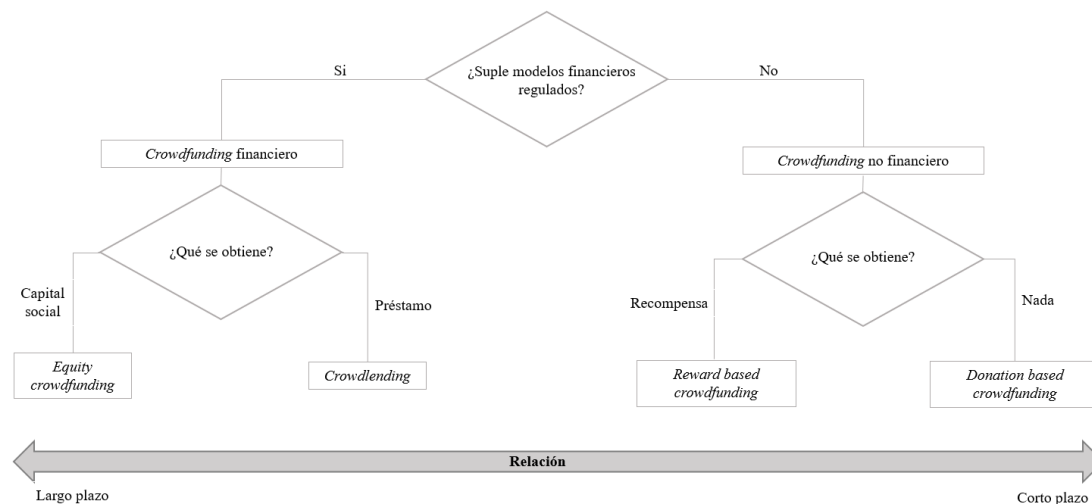 ¿Suple modelos financieros
regulados?
Si
No
Crowdfunding financiero
Crowdfunding no financiero
¿Qué se obtiene?
¿Qué se obtiene?
Capital
social
Préstamo
Recompensa
Nada
Equity
crowdfunding
Crowdlending
Reward based
crowdfunding
Donation based
crowdfunding
Relación
Largo plazo
Corto plazo